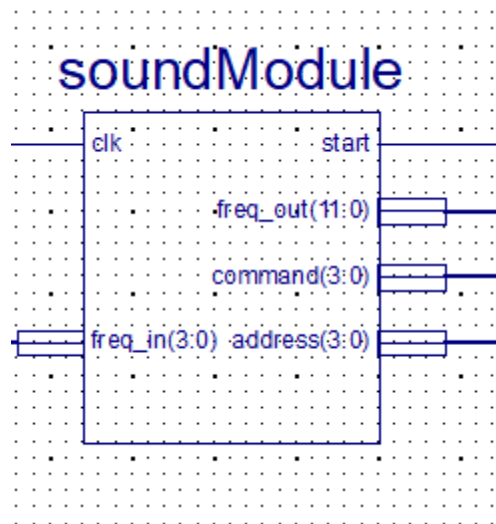 soundModule
clk start
freq_out(11:0)
command(3:0)
freq_in(3:0) address(3:0)